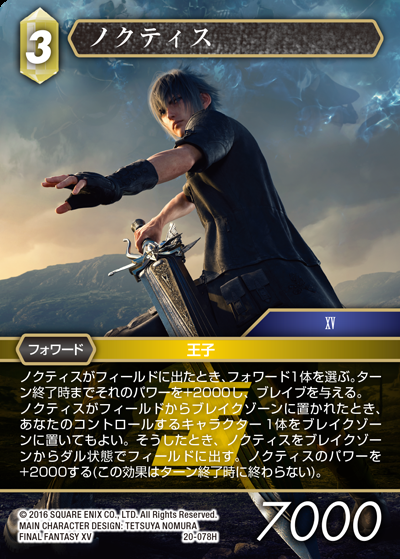 3
ノクティス
XV
フォワード
王子
ノクティスがフィールドに出たとき、フォワード1体を選ぶ。ター
ン終了時までそれのパワーを+2000し、ブレイブを与える。
ノクティスがフィールドからブレイクゾーンに置かれたとき、
あなたのコントロールするキャラクター1体をブレイクゾー
ンに置いてもよい。そうしたとき、ノクティスをブレイクゾー
ンからダル状態でフィールドに出す。ノクティスのパワーを
+2000する(この効果はターン終了時に終わらない)。
© 2016 SQUARE ENIX CO., LTD. All Rights Reserved.
MAIN CHARACTER DESIGN: TETSUYA NOMURA
FINAL FANTASY XV
20-078H
7000